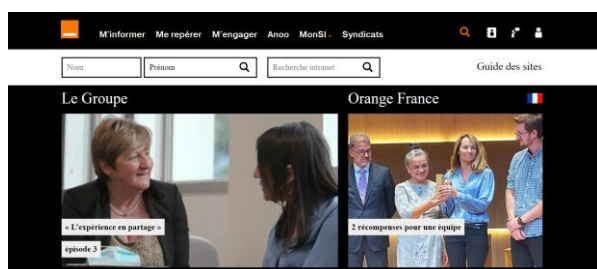 M'informer Me repérer M'engager Anoo MonSI Syndicats
Nom Prénom Recherche intranet Guide des sites
Le Groupe Orange France
« L'expérience en partage »
épisode 3
2 récompenses pour une équipe